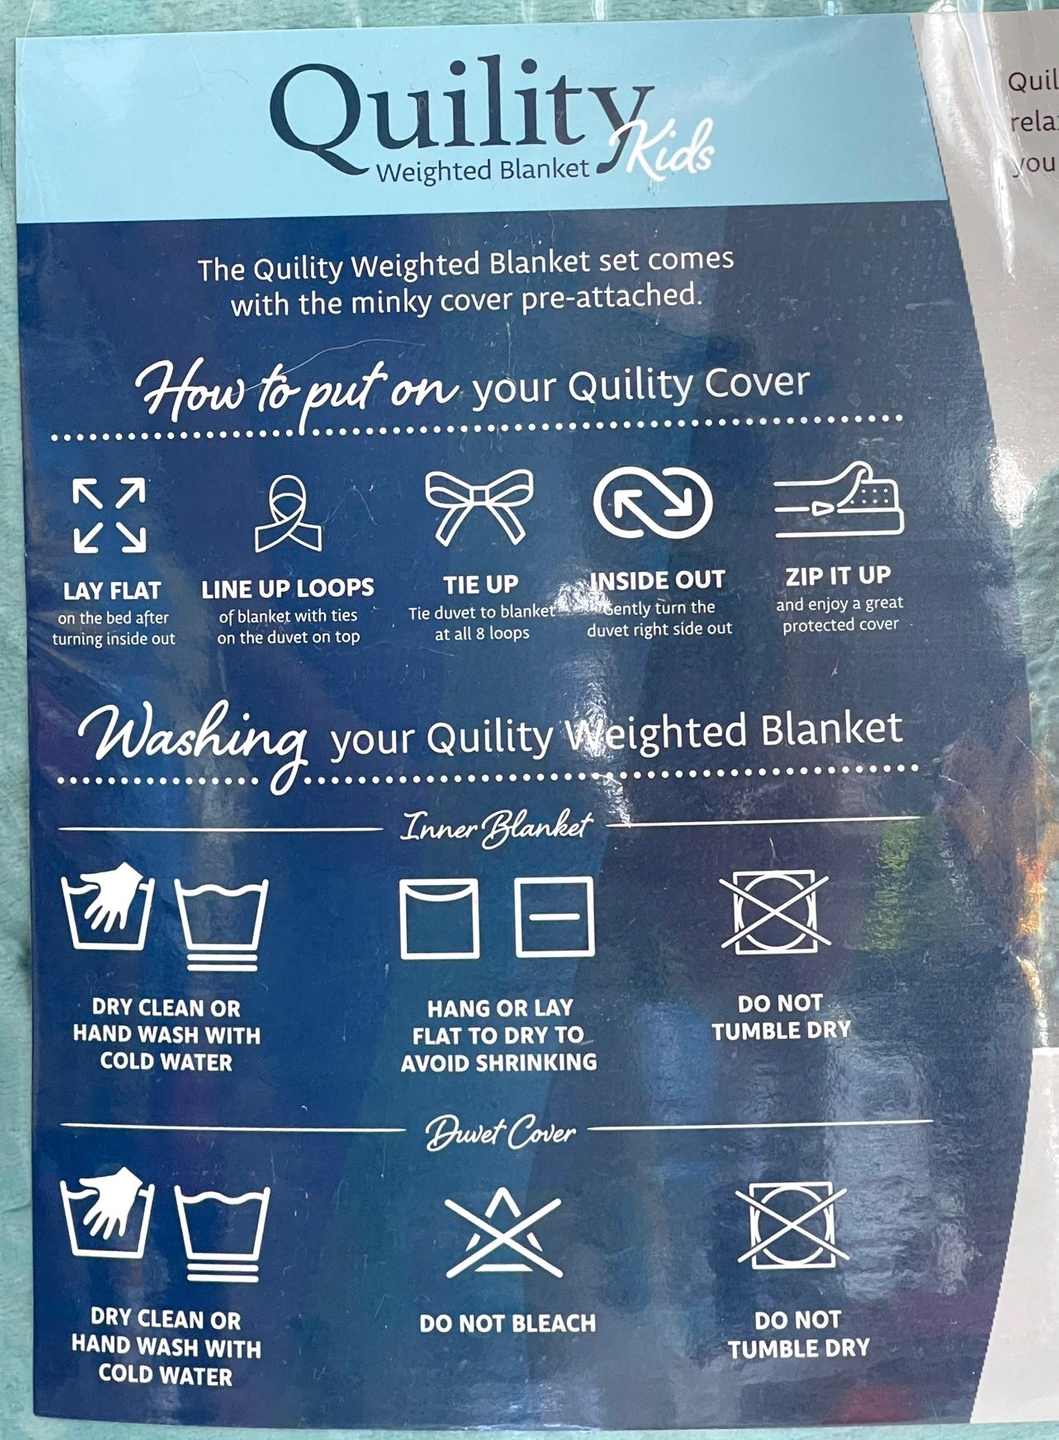 Quility
Kids
Weighted Blanket
Quil
rela
you
The Quility Weighted Blanket set comes
with the minky cover pre-attached.
How to put on your Quility Cover
LAY FLAT
on the bed after
turning inside out
LINE UP LOOPS
of blanket with ties
on the duvet on top
TIE UP
Tie duvet to blanket
at all 8 loops
INSIDE OUT
Gently turn the
duvet right side out
ZIP IT UP
and enjoy a great
protected cover
Washing your Quility Weighted Blanket
Inner Blanket
DRY CLEAN OR
HAND WASH WITH
COLD WATER
HANG OR LAY
FLAT TO DRY TO
AVOID SHRINKING
DO NOT
TUMBLE DRY
Duvet Cover
DRY CLEAN OR
HAND WASH WITH
COLD WATER
DO NOT BLEACH
DO NOT
TUMBLE DRY